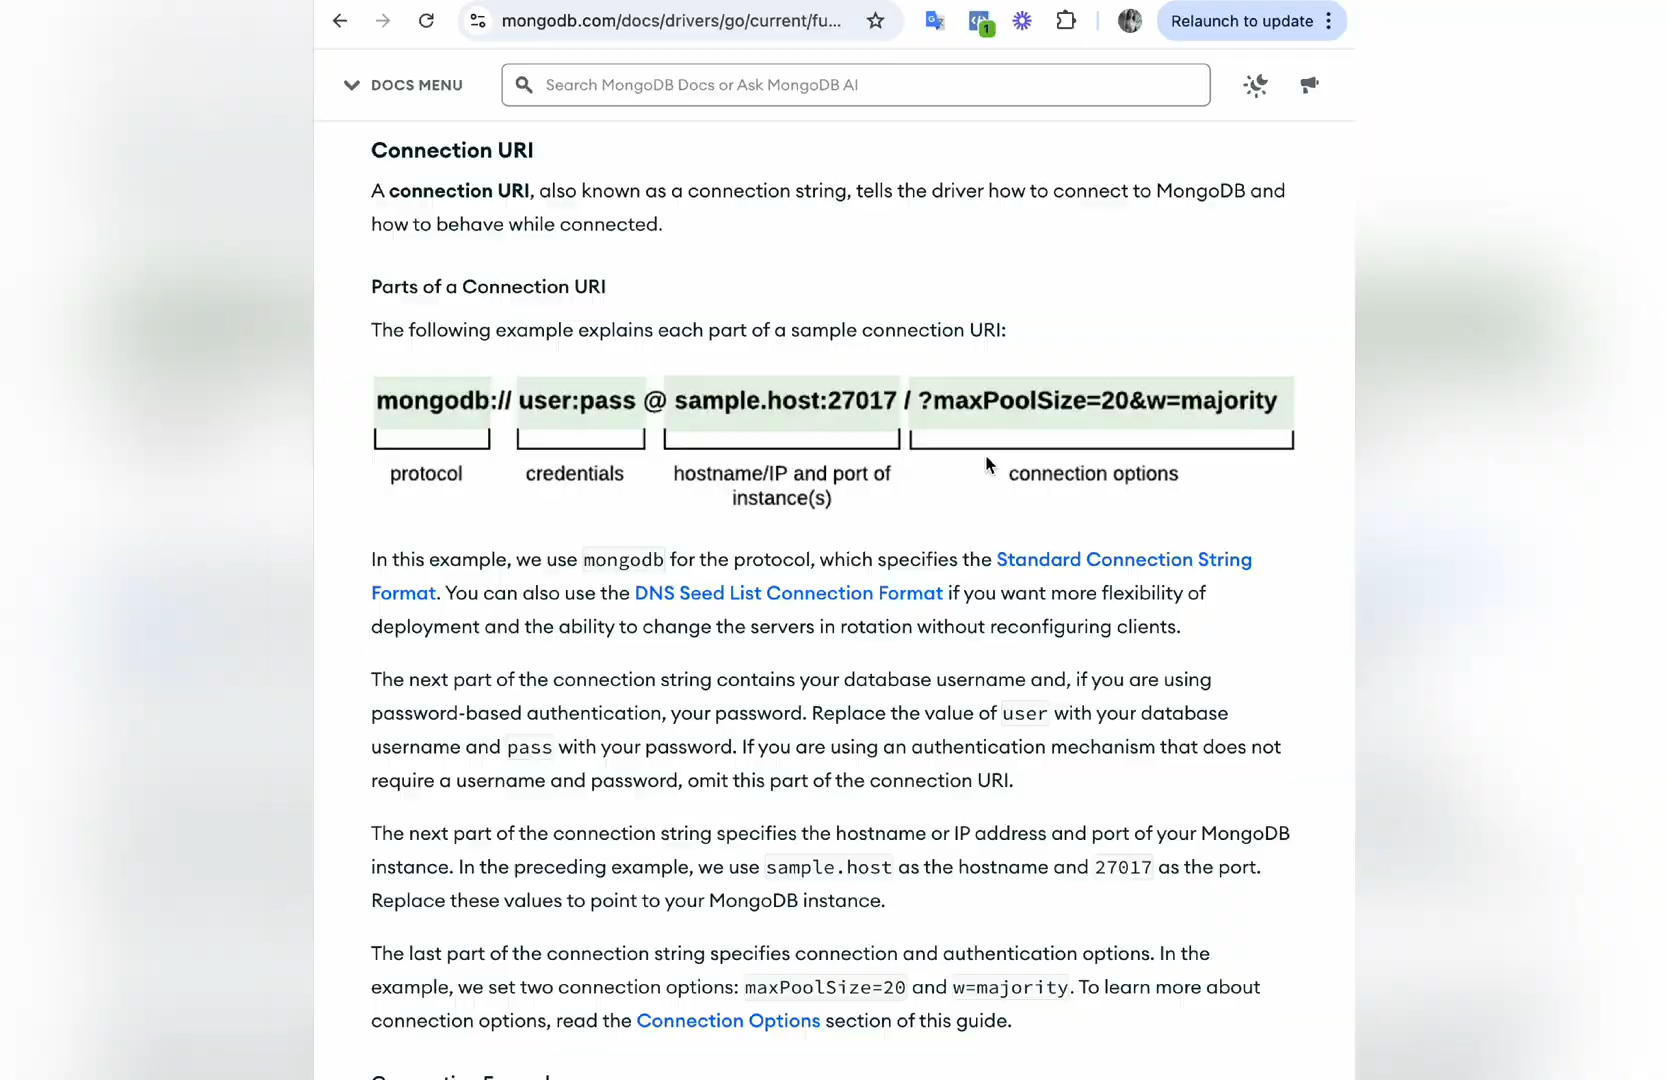 mongodb.com/docs/drivers/go/current/fu...
1
Relaunch to update
DOCS MENU
Search MongoDB Docs or Ask MongoDB AI
Connection URI
A connection URI, also known as a connection string, tells the driver how to connect to MongoDB and
how to behave while connected.
Parts of a Connection URI
The following example explains each part of a sample connection URI:
mongodb:// user:pass @ sample.host:27017 / ?maxPoolSize=20&w=majority
protocol credentials hostname/IP and port of connection options
instance(s)
In this example, we use mongodb for the protocol, which specifies the Standard Connection String
Format. You can also use the DNS Seed List Connection Format if you want more flexibility of
deployment and the ability to change the servers in rotation without reconfiguring clients.
The next part of the connection string contains your database username and, if you are using
password-based authentication, your password. Replace the value of user with your database
username and pass with your password. If you are using an authentication mechanism that does not
require a username and password, omit this part of the connection URI.
The next part of the connection string specifies the hostname or IP address and port of your MongoDB
instance. In the preceding example, we use sample.host as the hostname and 27017 as the port.
Replace these values to point to your MongoDB instance.
The last part of the connection string specifies connection and authentication options. In the
example, we set two connection options: maxPoolSize=20 and w=majority. To learn more about
connection options, read the Connection Options section of this guide.